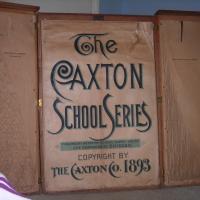 The
CAXTON
SCHOOL SERIES
COPYRIGHT BY
THE CAXTON CO. 1893